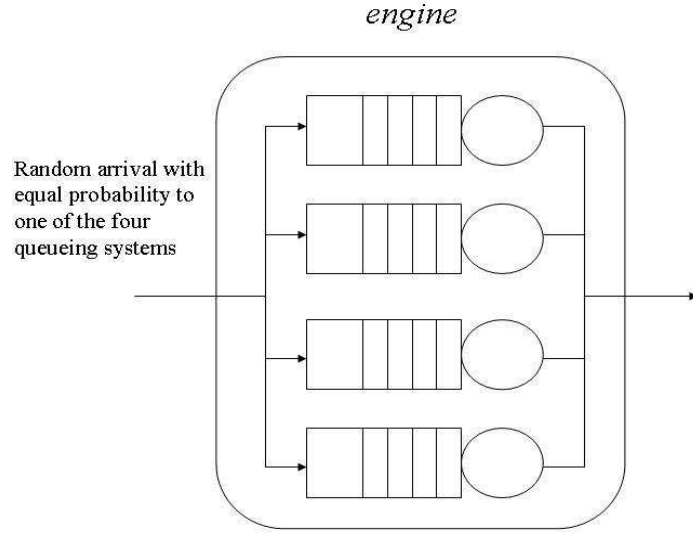 engine
Random arrival with
equal probability to
one of the four
queueing systems